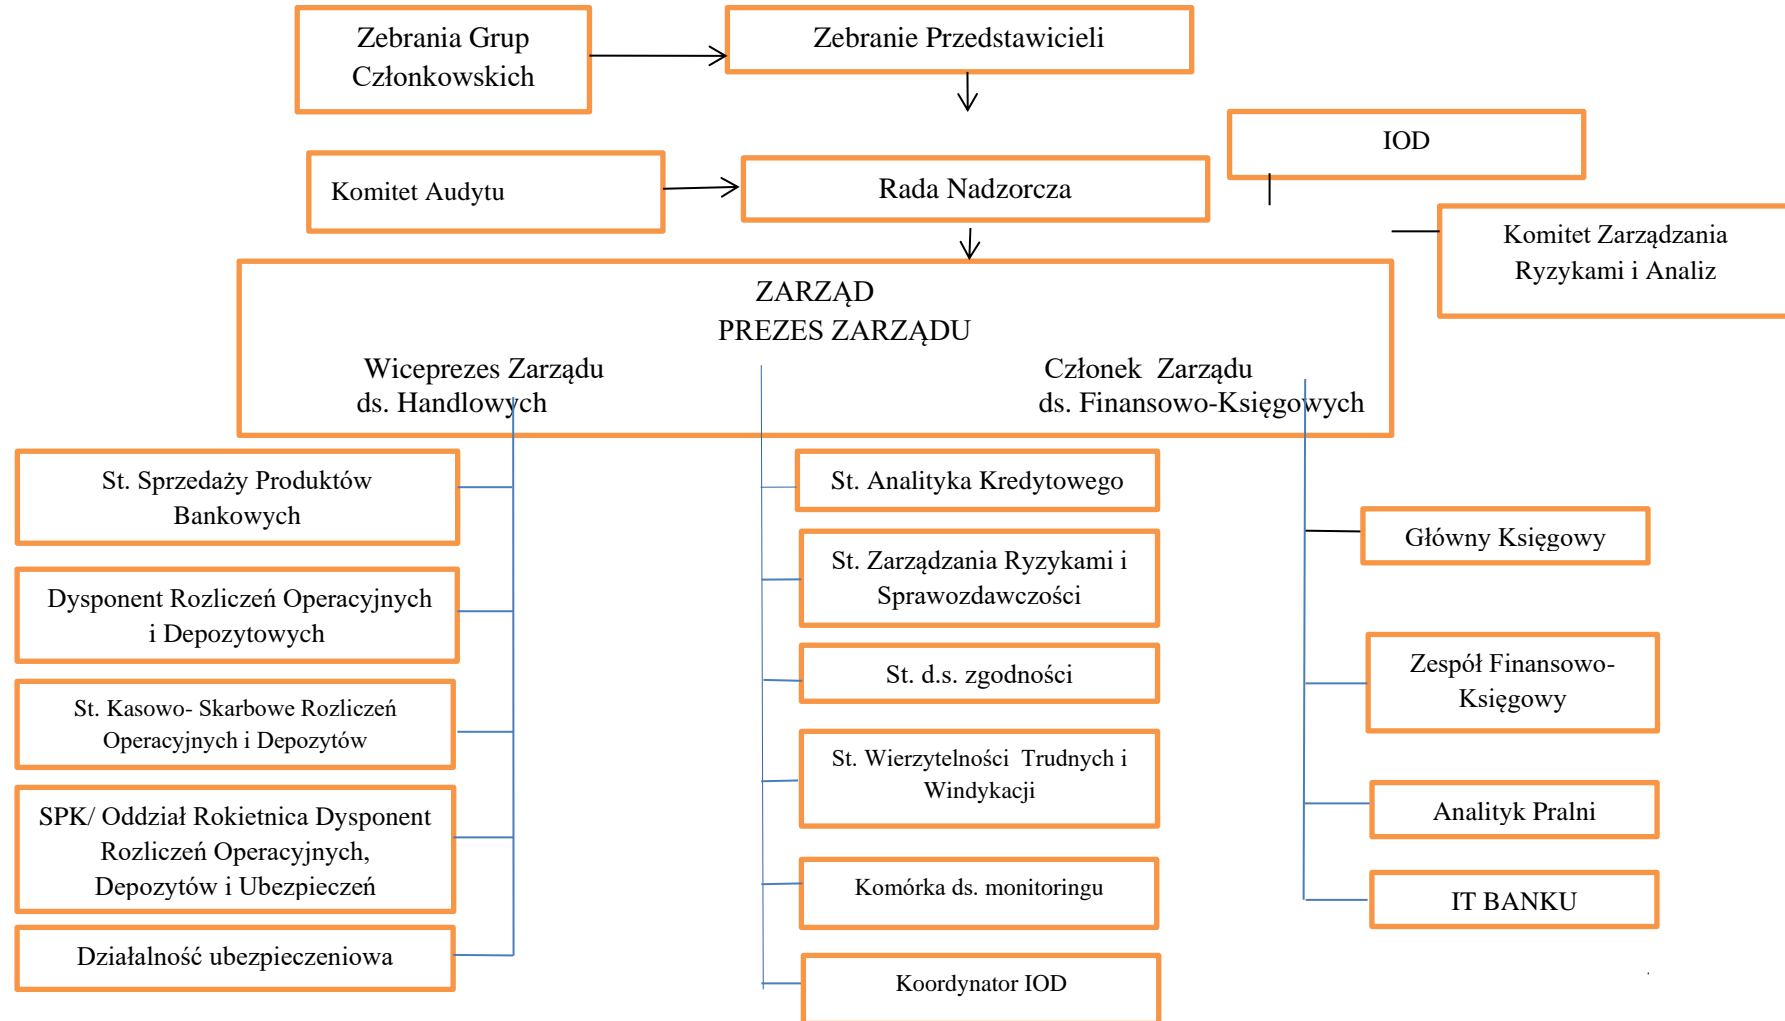 Zebrania Grup
Członkowskich
Zebranie Przedstawicieli
IOD
Komitet Audytu
Rada Nadzorcza
Komitet Zarządzania
Ryzykami i Analiz
ZARZĄD
PREZES ZARZĄDU
Wiceprezes Zarządu
ds. Handlowych
Członek Zarządu
ds. Finansowo-Księgowych
St. Sprzedaży Produktów
Bankowych
Dysponent Rozliczeń Operacyjnych
i Depozytowych
St. Kasowo- Skarbowe Rozliczeń
Operacyjnych i Depozytów
SPK/ Oddział Rokietnica Dysponent
Rozliczeń Operacyjnych,
Depozytów i Ubezpieczeń
Działalność ubezpieczeniowa
St. Analityka Kredytowego
St. Zarządzania Ryzykami i
Sprawozdawczości
St. d.s. zgodności
St. Wierzytelności Trudnych i
Windykacji
Komórka ds. monitoringu
Koordynator IOD
Główny Księgowy
Zespół Finansowo-
Księgowy
Analityk Pralni
IT BANKU